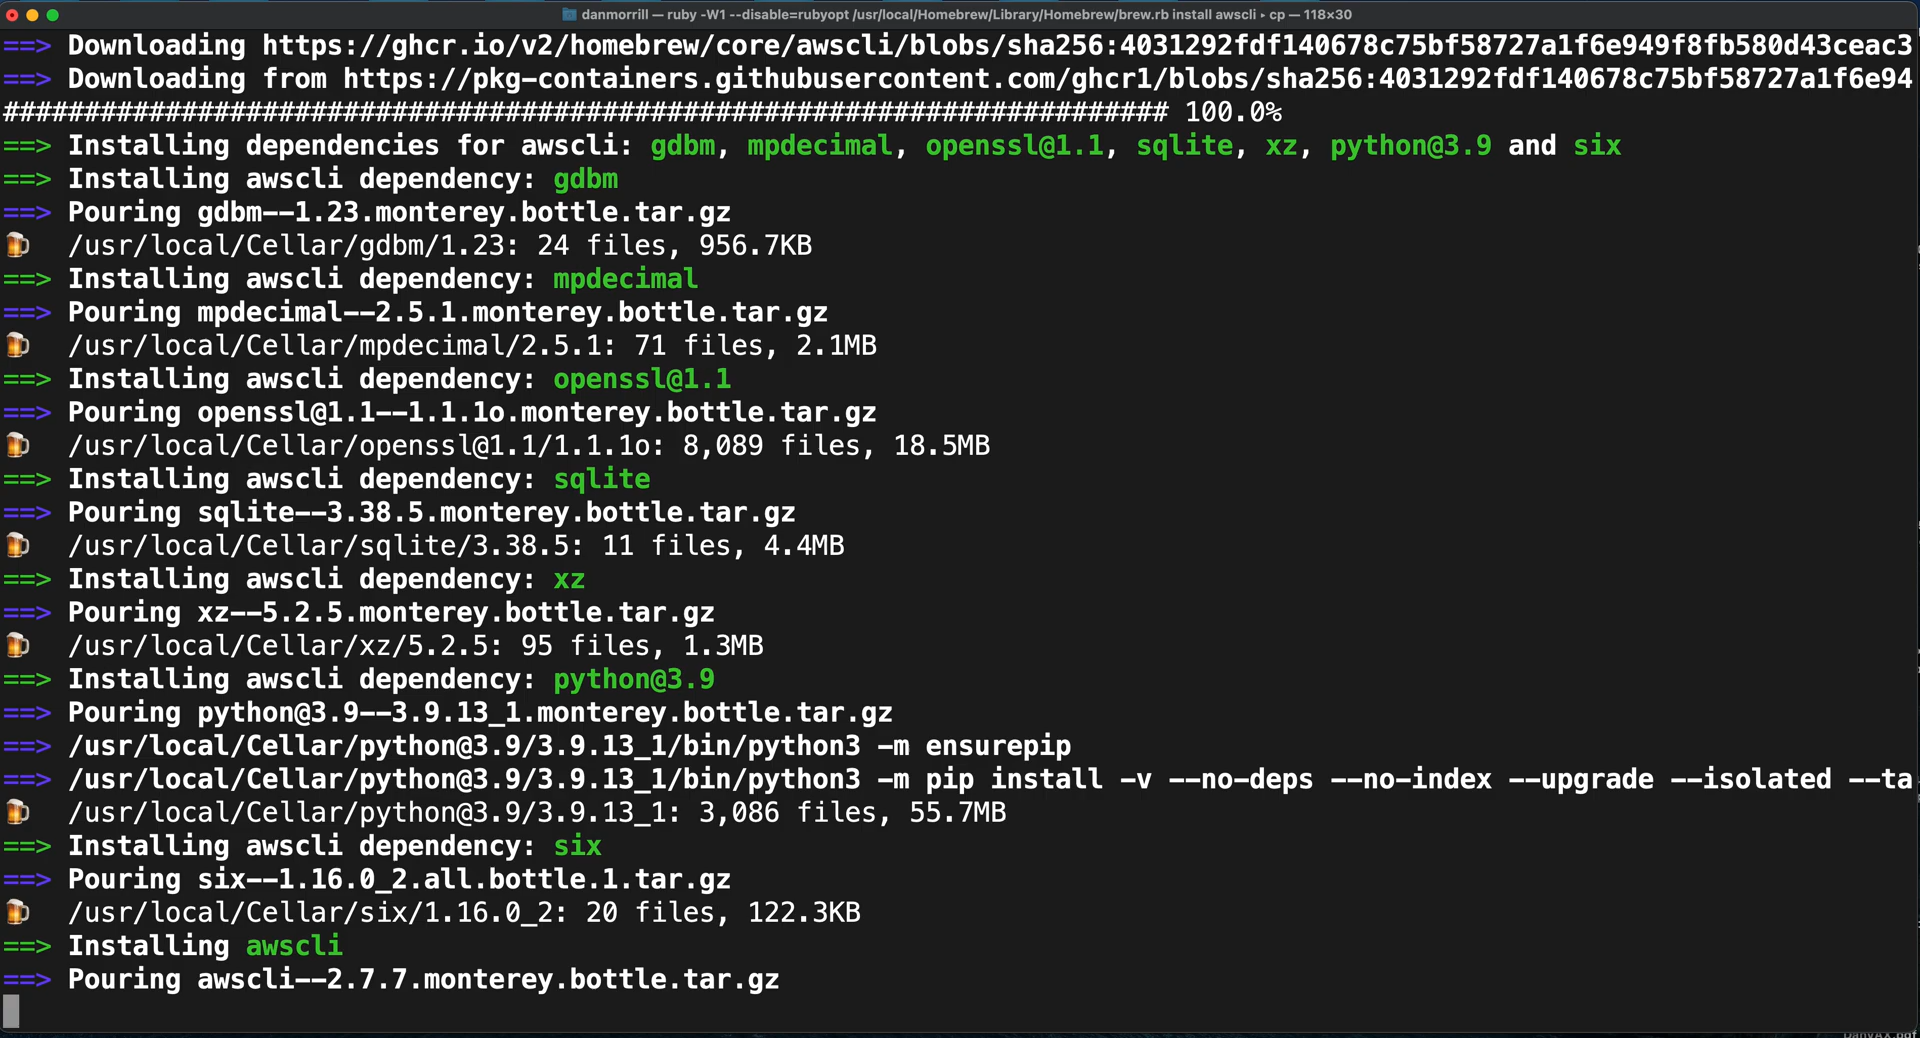 danmorrill — ruby -W1 --disable=rubyopt /usr/local/Homebrew/Library/Homebrew/brew.rb install awscli ▸ cp — 118×30
==> Downloading https://ghcr.io/v2/homebrew/core/awscli/blobs/sha256:4031292fdf140678c75bf58727a1f6e949f8fb580d43ceac3
==> Downloading from https://pkg-containers.githubusercontent.com/ghcr1/blobs/sha256:4031292fdf140678c75bf58727a1f6e94
######################################################################## 100.0%
==> Installing dependencies for awscli: gdbm, mpdecimal, openssl@1.1, sqlite, xz, python@3.9 and six
==> Installing awscli dependency: gdbm
==> Pouring gdbm--1.23.monterey.bottle.tar.gz
🍺 /usr/local/Cellar/gdbm/1.23: 24 files, 956.7KB
==> Installing awscli dependency: mpdecimal
==> Pouring mpdecimal--2.5.1.monterey.bottle.tar.gz
🍺 /usr/local/Cellar/mpdecimal/2.5.1: 71 files, 2.1MB
==> Installing awscli dependency: openssl@1.1
==> Pouring openssl@1.1--1.1.1o.monterey.bottle.tar.gz
🍺 /usr/local/Cellar/openssl@1.1/1.1.1o: 8,089 files, 18.5MB
==> Installing awscli dependency: sqlite
==> Pouring sqlite--3.38.5.monterey.bottle.tar.gz
🍺 /usr/local/Cellar/sqlite/3.38.5: 11 files, 4.4MB
==> Installing awscli dependency: xz
==> Pouring xz--5.2.5.monterey.bottle.tar.gz
🍺 /usr/local/Cellar/xz/5.2.5: 95 files, 1.3MB
==> Installing awscli dependency: python@3.9
==> Pouring python@3.9--3.9.13_1.monterey.bottle.tar.gz
==> /usr/local/Cellar/python@3.9/3.9.13_1/bin/python3 -m ensurepip
==> /usr/local/Cellar/python@3.9/3.9.13_1/bin/python3 -m pip install -v --no-deps --no-index --upgrade --isolated --ta
🍺 /usr/local/Cellar/python@3.9/3.9.13_1: 3,086 files, 55.7MB
==> Installing awscli dependency: six
==> Pouring six--1.16.0_2.all.bottle.1.tar.gz
🍺 /usr/local/Cellar/six/1.16.0_2: 20 files, 122.3KB
==> Installing awscli
==> Pouring awscli--2.7.7.monterey.bottle.tar.gz